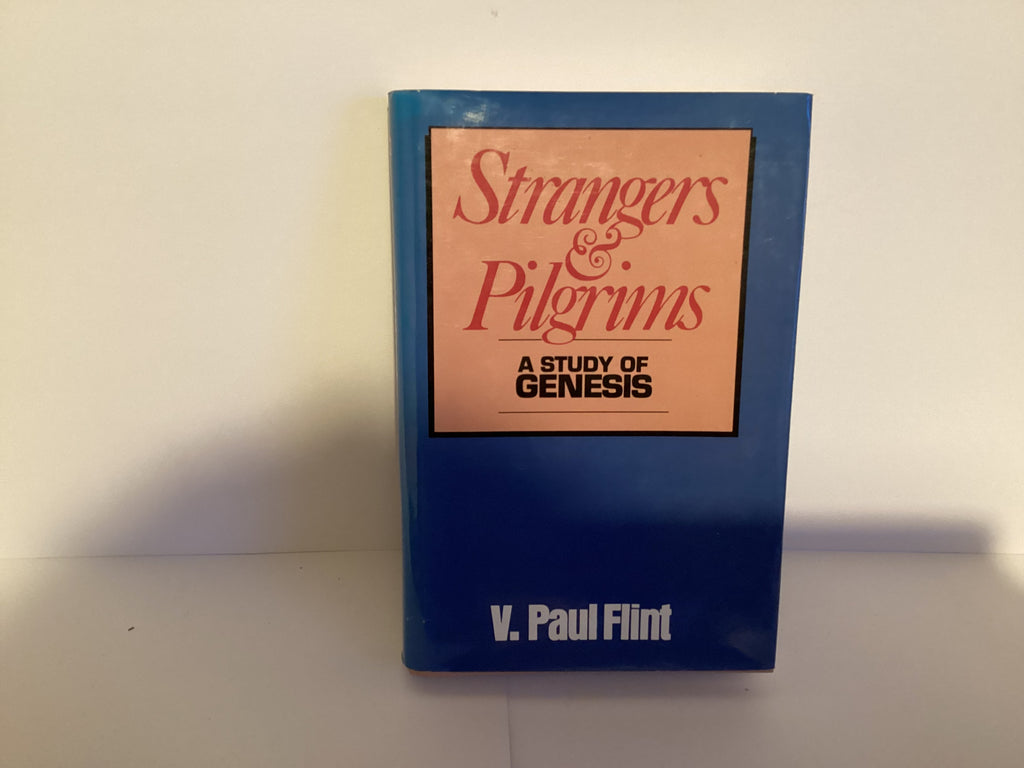 Strangers
&
Pilgrims
A STUDY OF
GENESIS
V. Paul Flint